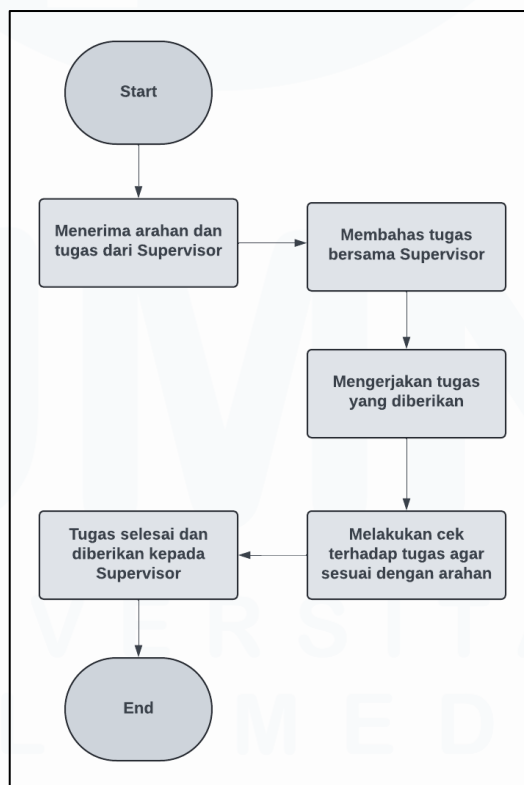 Start
Menerima arahan dan
tugas dari Supervisor
Membahas tugas
bersama Supervisor
Mengerjakan tugas
yang diberikan
Melakukan cek
terhadap tugas agar
sesuai dengan arahan
Tugas selesai dan
diberikan kepada
Supervisor
End